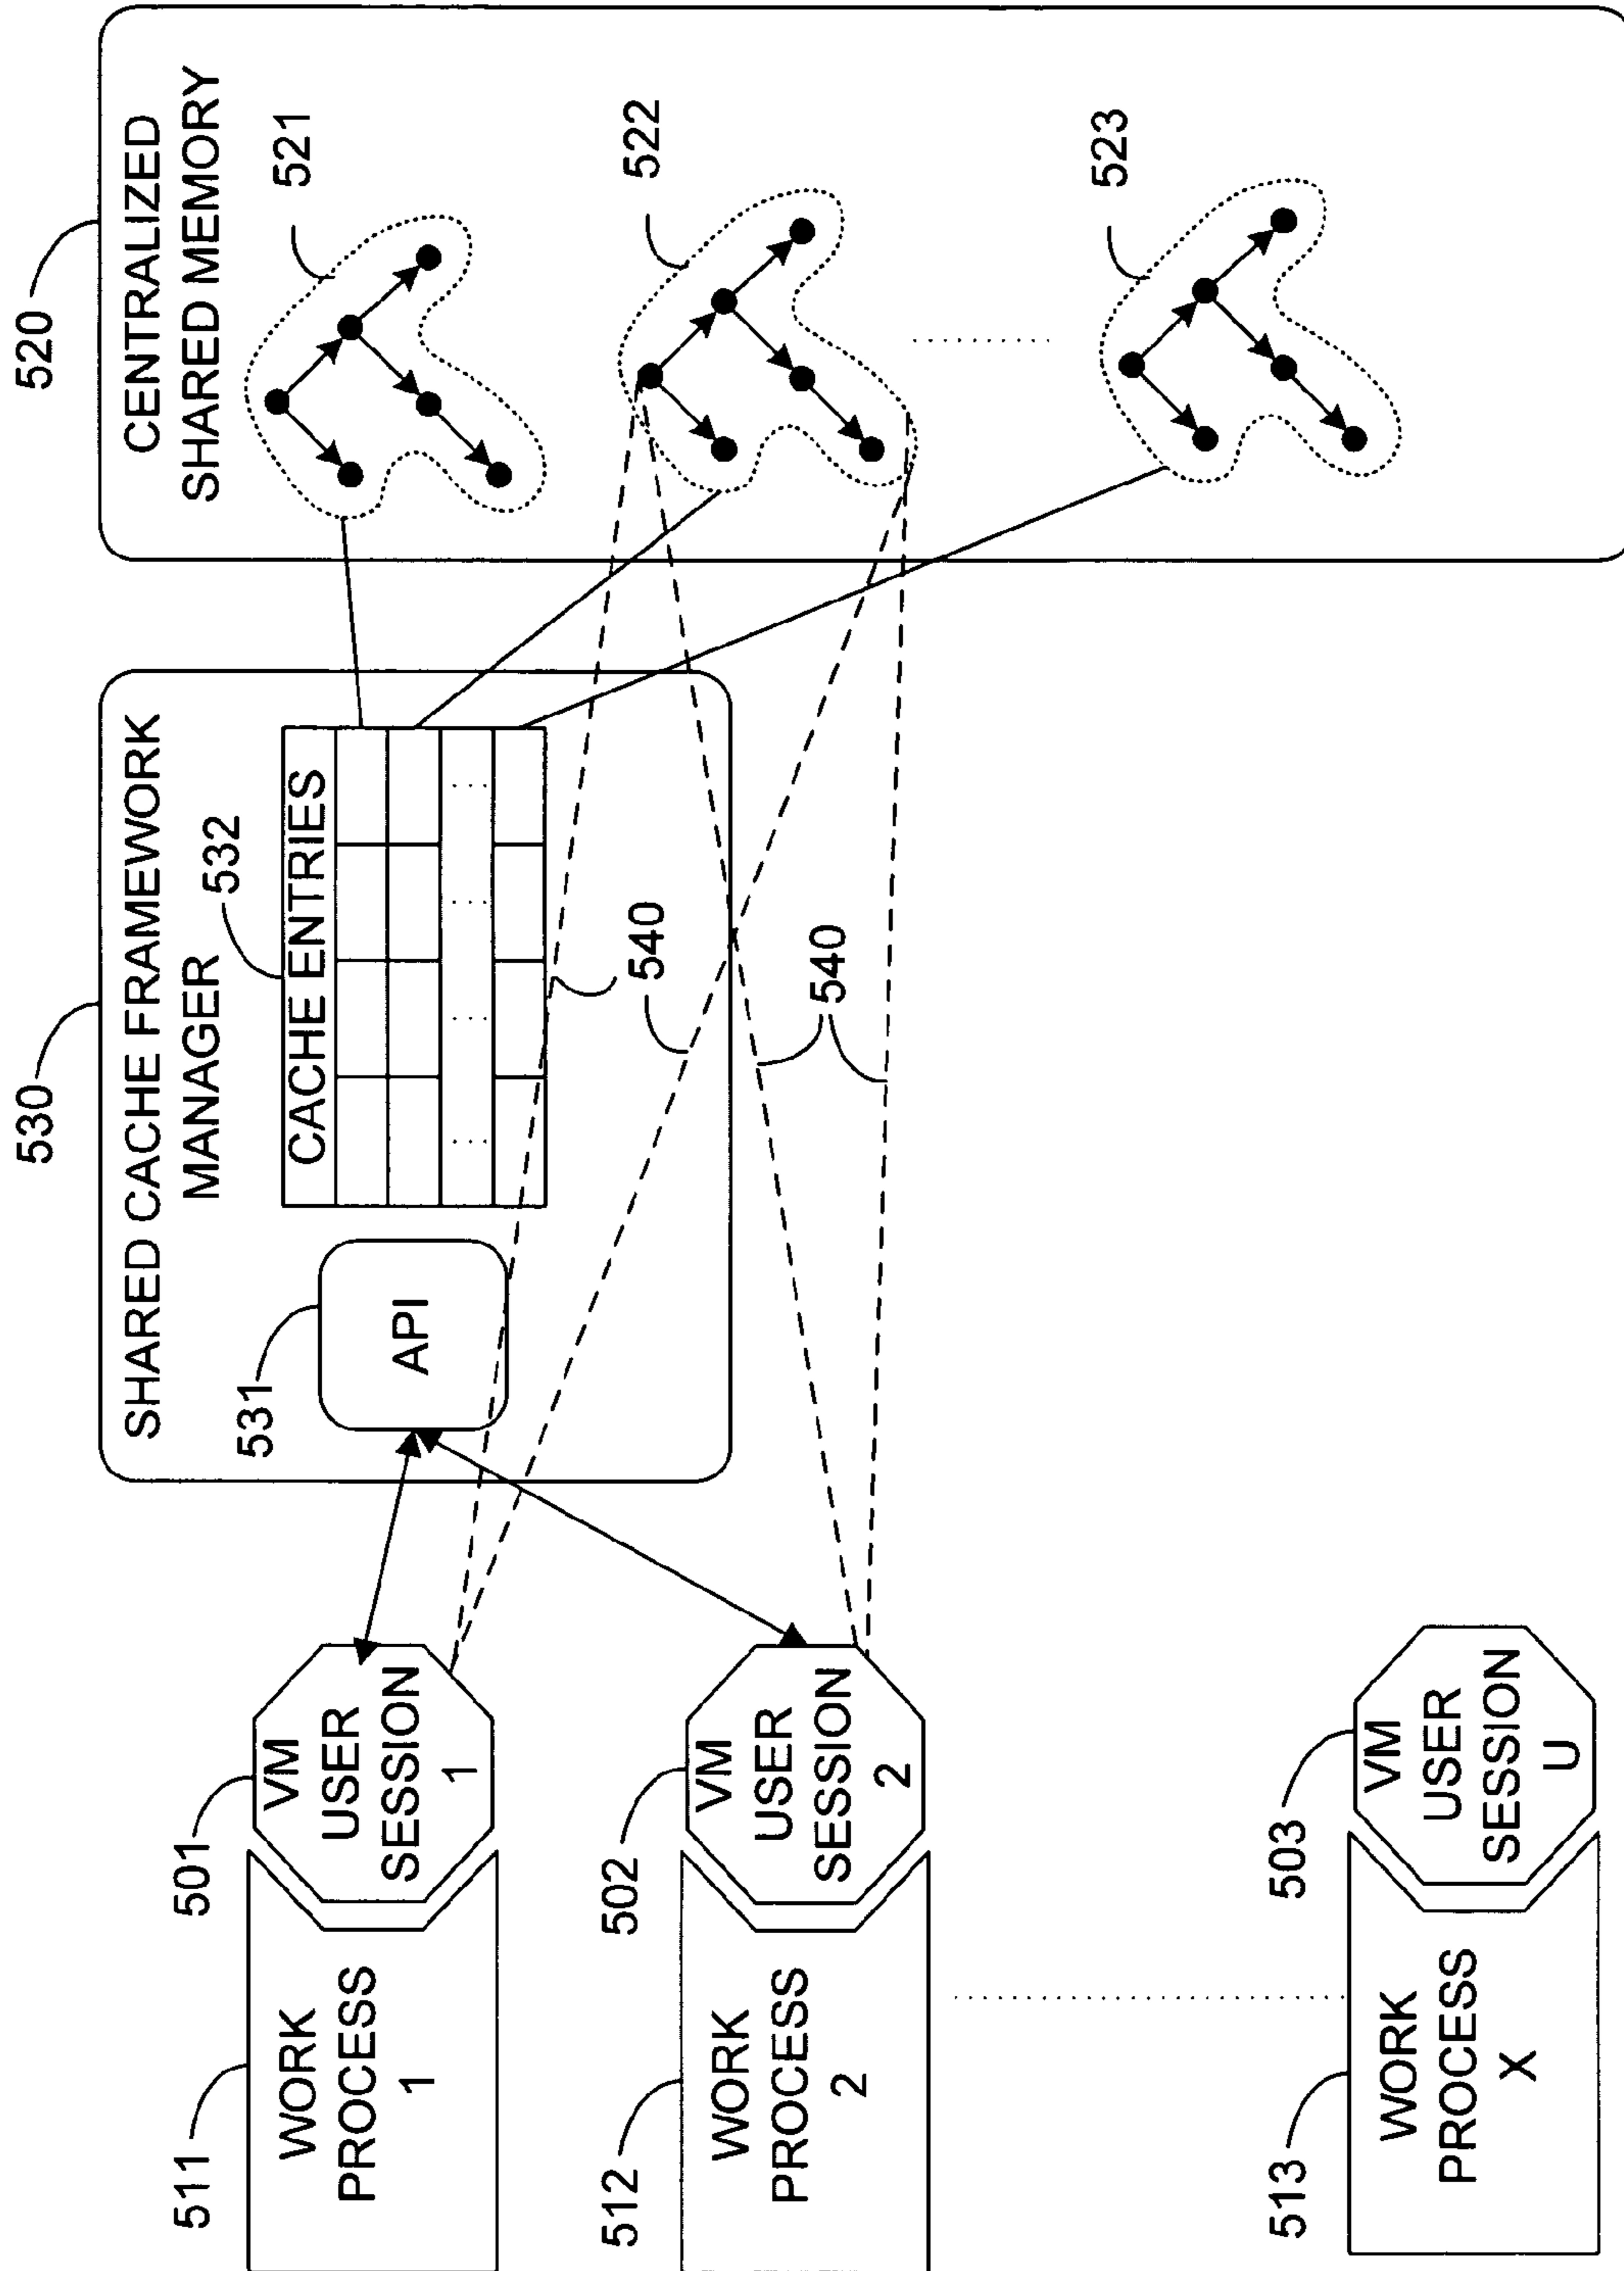 520
CENTRALIZED
SHARED MEMORY
521
522
523
530
SHARED CACHE FRAMEWORK
MANAGER
532
CACHE ENTRIES
531
API
540
540
501
VM
USER
SESSION
1
502
VM
USER
SESSION
2
503
VM
USER
SESSION
U
511
WORK
PROCESS
1
512
WORK
PROCESS
2
513
WORK
PROCESS
X